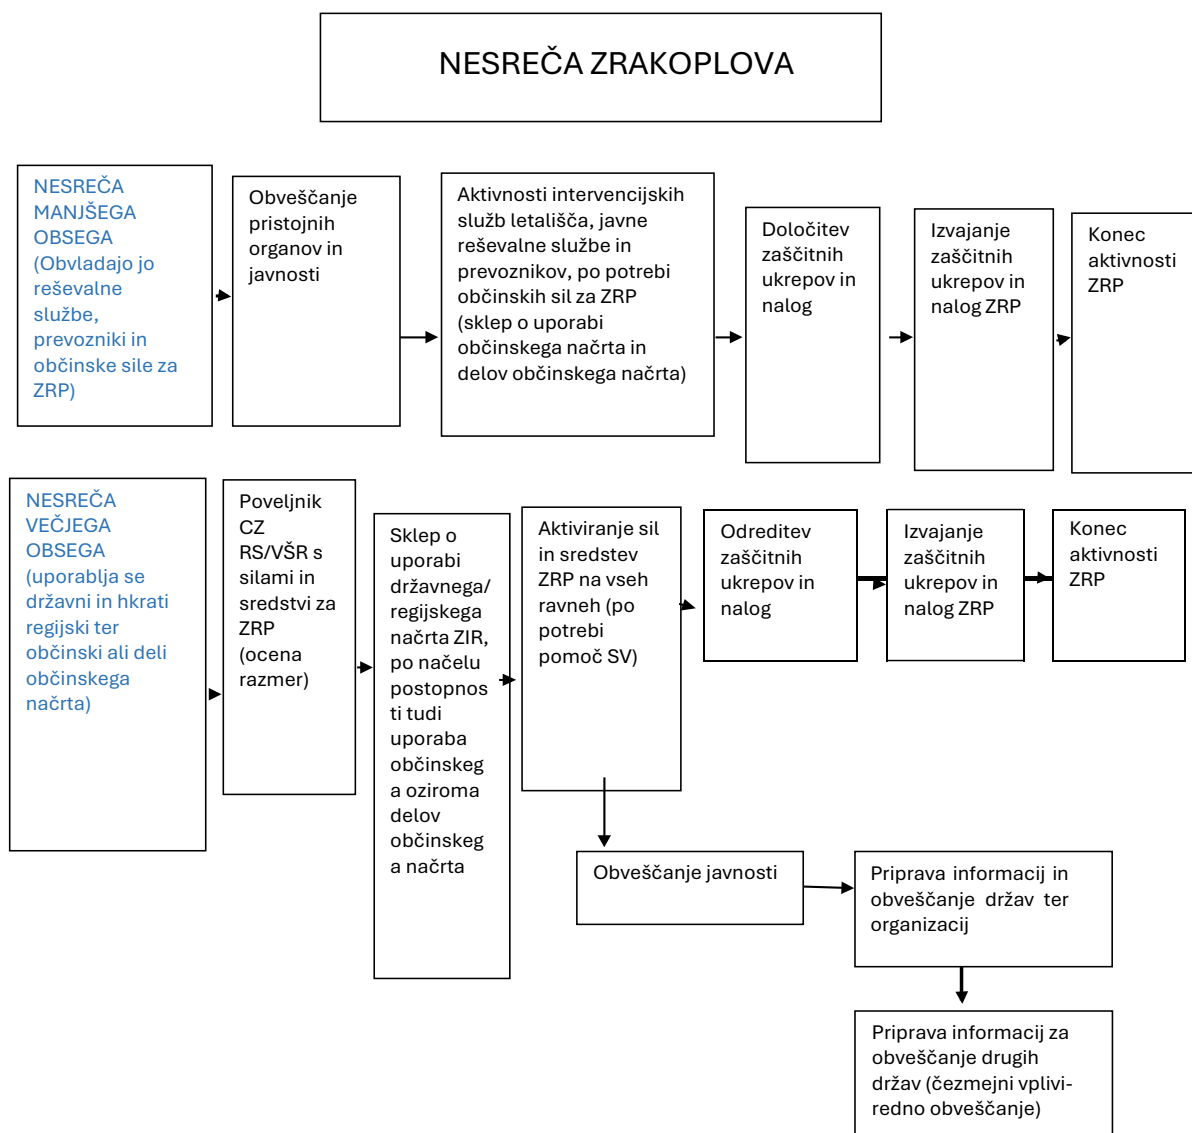 NESREČA ZRAKOPLOVA
NESREČA
MANJŠEGA
OBSEGA
(Obvladajo jo
reševalne
službe,
prevozniki in
občinske sile za
ZRP)
Obveščanje
pristojnih
organov in
javnosti
Aktivnosti intervencijskih
služb letališča, javne
reševalne službe in
prevoznikov, po potrebi
občinskih sil za ZRP
(sklep o uporabi
občinskega načrta in
delov občinskega načrta)
Določitev
zaščitnih
ukrepov in
nalog
Izvajanje
zaščitnih
ukrepov in
nalog ZRP
Konec
aktivnosti
ZRP
NESREČA
VEČJEGA
OBSEGA
(uporablja se
državni in hkrati
regijski ter
občinski ali deli
občinskega
načrta)
Poveljnik
CZ
RS/VŠR s
silami in
sredstvi za
ZRP
(ocena
razmer)
Sklep o
uporabi
državnega/
regijskega
načrta ZIR,
po načelu
postopnos
ti tudi
uporaba
občinskeg
a oziroma
delov
občinskeg
a načrta
Aktiviranje sil
in sredstev
ZRP na vseh
ravneh (po
potrebi
pomoč SV)
Odreditev
zaščitnih
ukrepov in
nalog
Izvajanje
zaščitnih
ukrepov in
nalog ZRP
Konec
aktivnosti
ZRP
Obveščanje javnosti
Priprava informacij in
obveščanje držav ter
organizacij
Priprava informacij za
obveščanje drugih
držav (čezmejni vplivi-
redno obveščanje)